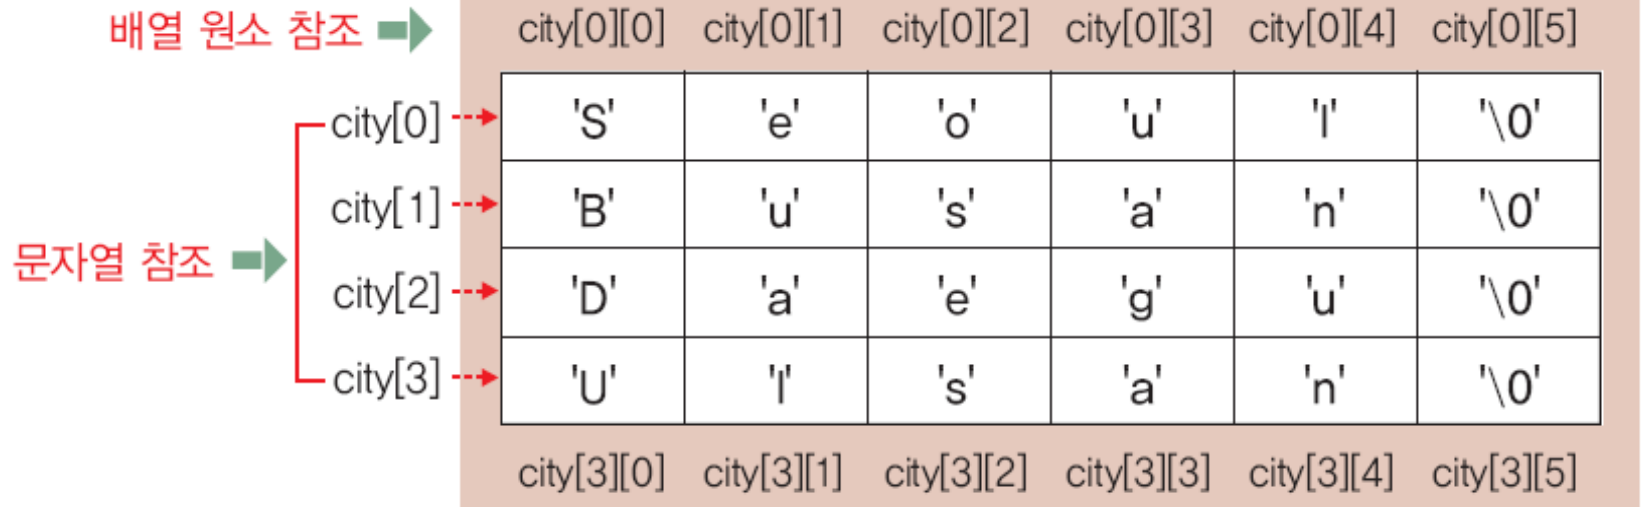 배열 원소 참조 city[0][0] city[0][1] city[0][2] city[0][3] city[0][4] city[0][5]
city[0] 'S' 'e' 'o' 'u' 'l' '\0'
city[1] 'B' 'u' 's' 'a' 'n' '\0'
문자열 참조
city[2] 'D' 'a' 'e' 'g' 'u' '\0'
city[3] 'U' 'l' 's' 'a' 'n' '\0'
city[3][0] city[3][1] city[3][2] city[3][3] city[3][4] city[3][5]